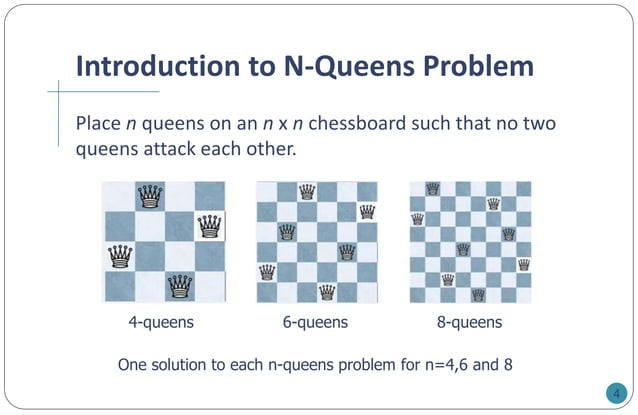 Introduction to N-Queens Problem
Place n queens on an n x n chessboard such that no two
queens attack each other.
4-queens
6-queens
8-queens
One solution to each n-queens problem for n=4,6 and 8
4